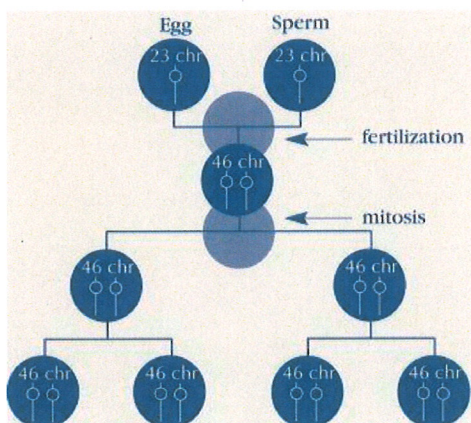 Egg Sperm
23 chr 23 chr
fertilization
46 chr
mitosis
46 chr 46 chr
46 chr 46 chr 46 chr 46 chr